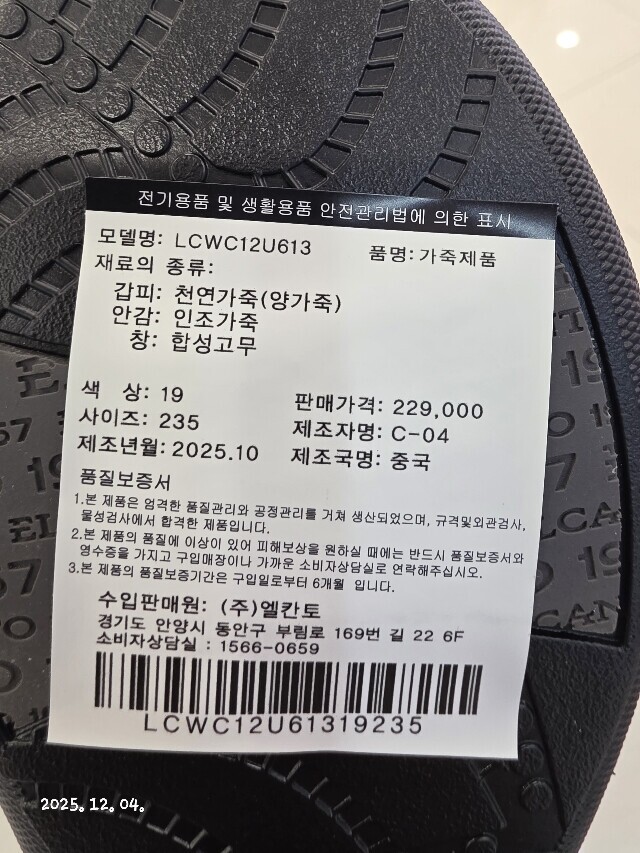 전기용품 및 생활용품 안전관리법에 의한 표시
모델명: LCWC12U613 품명: 가죽제품
재료의 종류:
갑피: 천연가죽(양가죽)
안감: 인조가죽
창: 합성고무
색 상: 19 판매가격: 229,000
사이즈: 235 제조자명: C-04
제조년월: 2025.10 제조국명: 중국
품질보증서
1.본 제품은 엄격한 품질관리와 공정관리를 거쳐 생산되었으며, 규격및외관검사,
물성검사에서 합격한 제품입니다.
2.본 제품의 품질에 이상이 있어 피해보상을 원하실 때에는 반드시 품질보증서와
영수증을 가지고 구입매장이나 가까운 소비자상담실로 연락해주십시오.
3.본 제품의 품질보증기간은 구입일로부터 6개월 입니다.
수입판매원: (주)엘칸토
경기도 안양시 동안구 부림로 169번 길 22 6F
소비자상담실 : 1566-0659
LCWC12U61319235
2025. 12. 04.